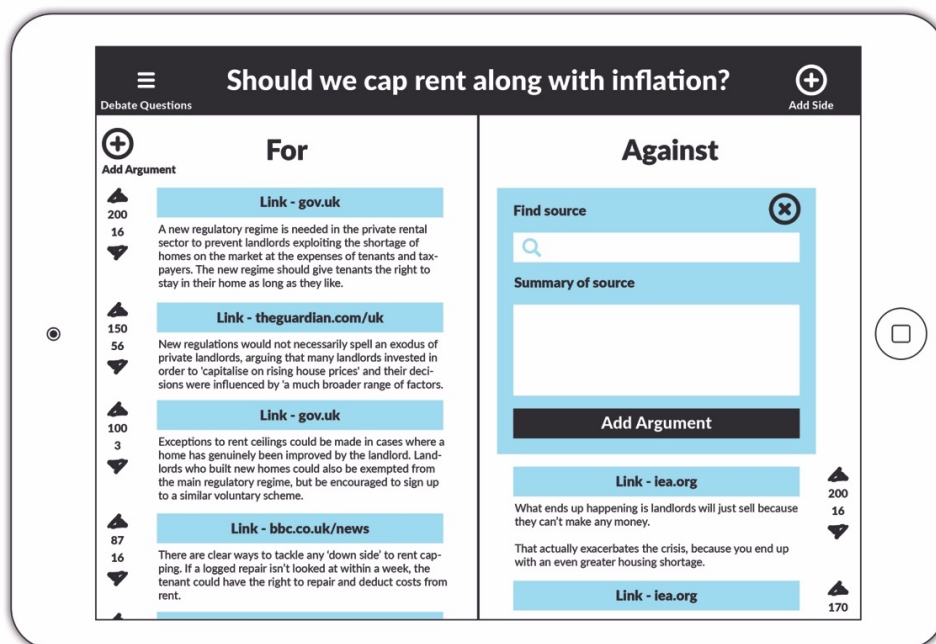 Should we cap rent along with inflation?
Debate Questions
Add Side
For
Add Argument
200
16
Link - gov.uk
A new regulatory regime is needed in the private rental
sector to prevent landlords exploiting the shortage of
homes on the market at the expenses of tenants and tax-
payers. The new regime should give tenants the right to
stay in their home as long as they like.
150
56
Link - theguardian.com/uk
New regulations would not necessarily spell an exodus of
private landlords, arguing that many landlords invested in
order to 'capitalise on rising house prices' and their deci-
sions were influenced by 'a much broader range of factors.
100
3
Link - gov.uk
Exceptions to rent ceilings could be made in cases where a
home has genuinely been improved by the landlord. Land-
lords who built new homes could also be exempted from
the main regulatory regime, but be encouraged to sign up
to a similar voluntary scheme.
87
16
Link - bbc.co.uk/news
There are clear ways to tackle any 'down side' to rent cap-
ping. If a logged repair isn't looked at within a week, the
tenant could have the right to repair and deduct costs from
rent.
Against
Find source
Summary of source
Add Argument
Link - iea.org
What ends up happening is landlords will just sell because
they can't make any money.
That actually exacerbates the crisis, because you end up
with an even greater housing shortage.
200
16
Link - iea.org
170